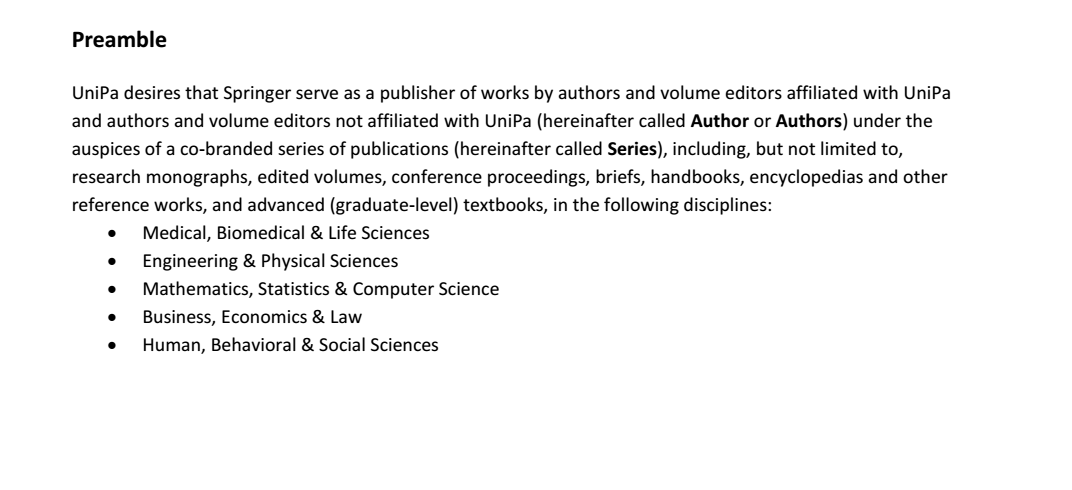 Preamble
UniPa desires that Springer serve as a publisher of works by authors and volume editors affiliated with UniPa
and authors and volume editors not affiliated with UniPa (hereinafter called Author or Authors) under the
auspices of a co-branded series of publications (hereinafter called Series), including, but not limited to,
research monographs, edited volumes, conference proceedings, briefs, handbooks, encyclopedias and other
reference works, and advanced (graduate-level) textbooks, in the following disciplines:
• Medical, Biomedical & Life Sciences
• Engineering & Physical Sciences
• Mathematics, Statistics & Computer Science
• Business, Economics & Law
• Human, Behavioral & Social Sciences